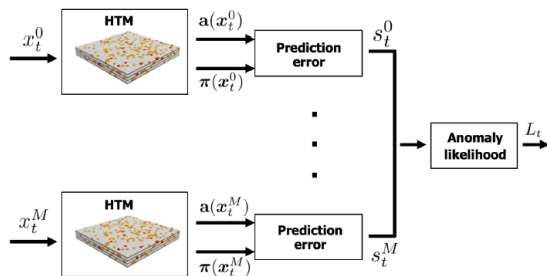 HTM
x_t^0
a(x_t^0)
π(x_t^0)
Prediction
error
s_t^0
Anomaly
likelihood
L_t
HTM
x_t^M
a(x_t^M)
π(x_t^M)
Prediction
error
s_t^M